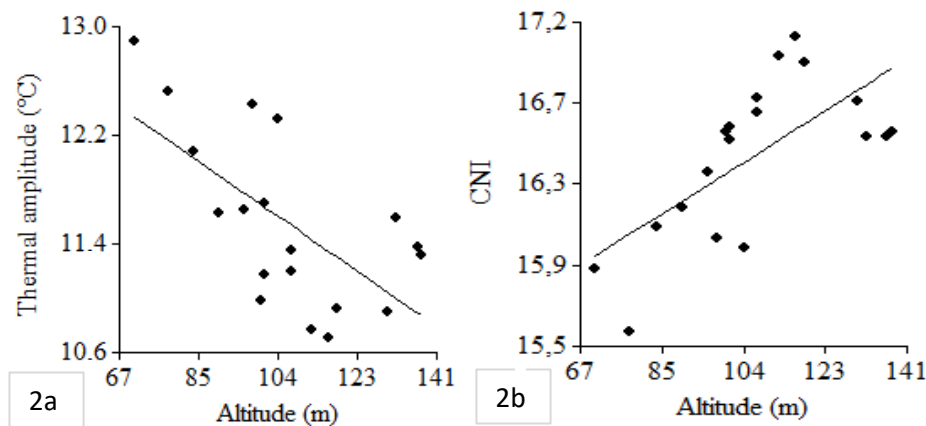 13.0
12.2
11.4
10.6
Thermal amplitude (°C)
67 85 104 123 141
Altitude (m)
2a
17,2
16,7
16,3
15,9
15,5
CNI
67 85 104 123 141
Altitude (m)
2b